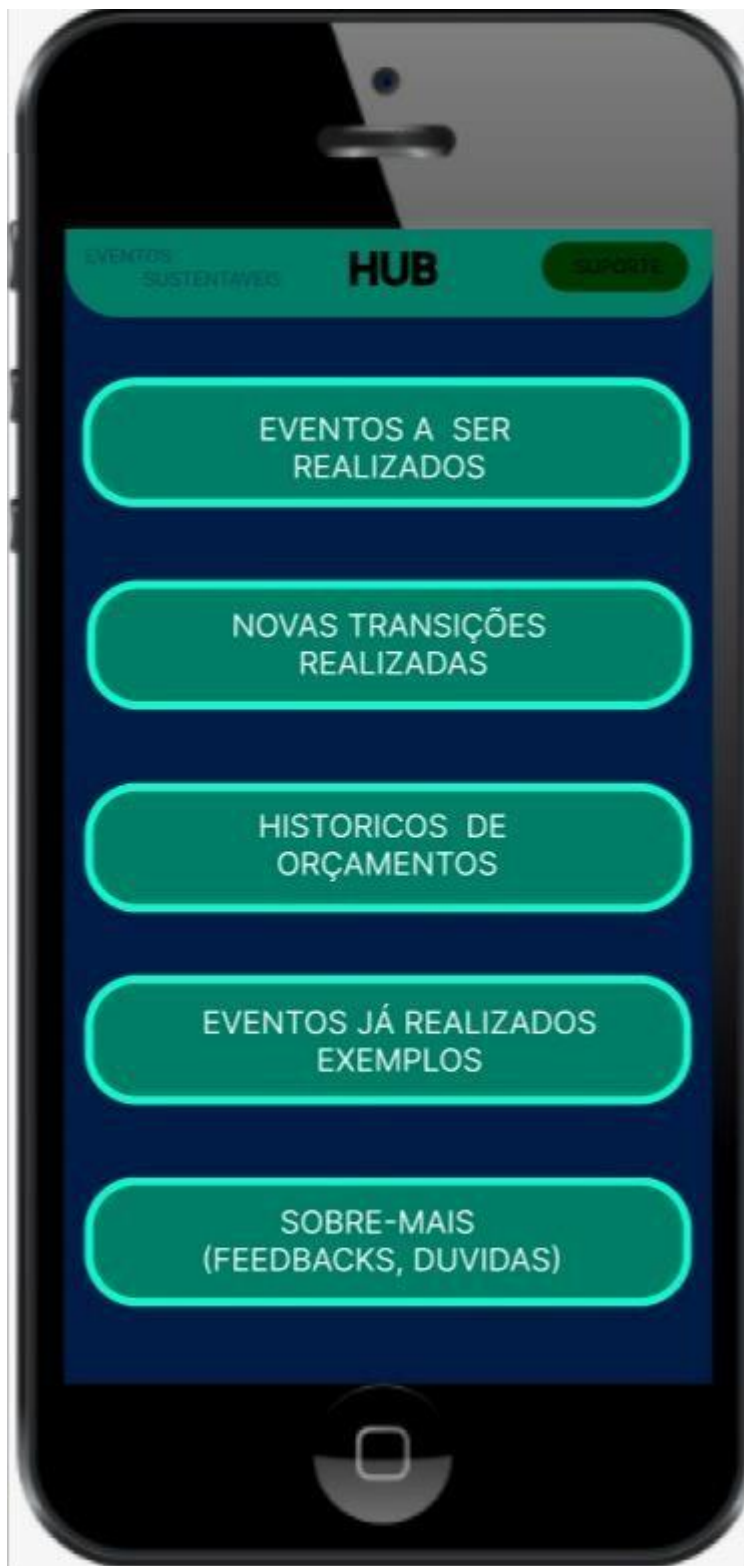 EVENTOS
SUSTENTAVEIS
HUB
SUPORTE
EVENTOS A SER
REALIZADOS
NOVAS TRANSIÇÕES
REALIZADAS
HISTORICOS DE
ORÇAMENTOS
EVENTOS JÁ REALIZADOS
EXEMPLOS
SOBRE-MAIS
(FEEDBACKS, DUVIDAS)